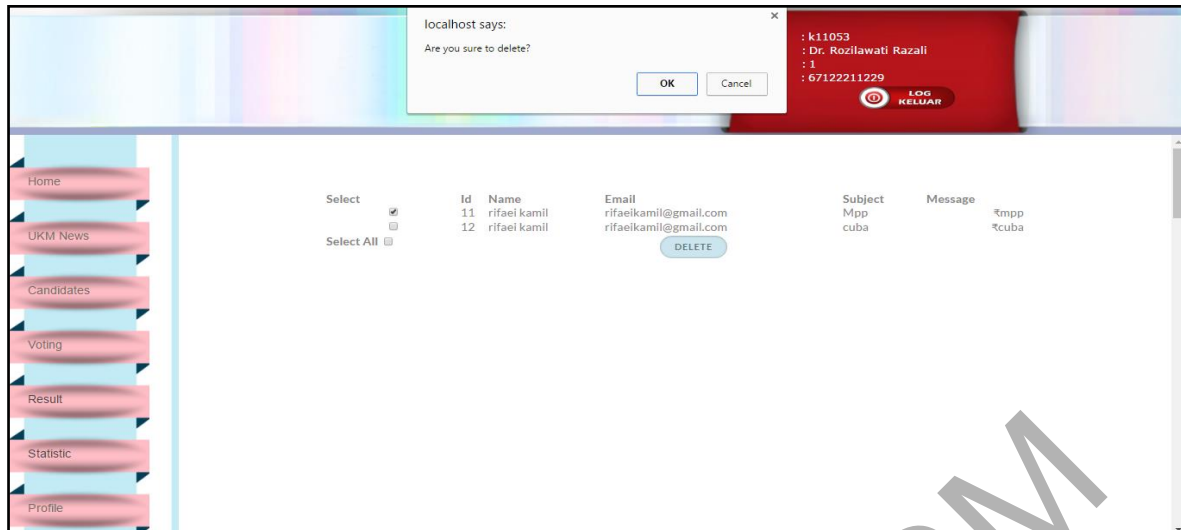 localhost says:
×
Are you sure to delete?
OK Cancel
: k11053
: Dr. Rozilawati Razali
: 1
: 67122211229
LOG
KELUAR
Home
UKM News
Candidates
Voting
Result
Statistic
Profile
Select Id Name Email Subject Message
11 rifaei kamil rifaeikamil@gmail.com Mpp ₹mpp
12 rifaei kamil rifaeikamil@gmail.com cuba ₹cuba
Select All
DELETE